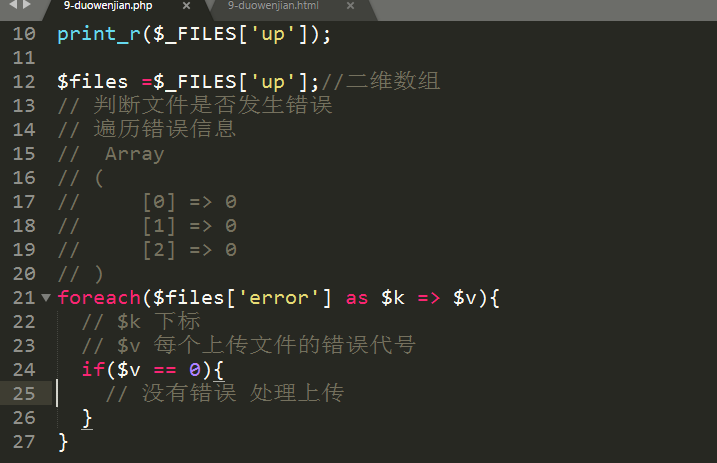 9-duowenjian.php × 9-duowenjian.html ×
10 print_r($_FILES['up']);
11
12 $files =$_FILES['up'];//二维数组
13 // 判断文件是否发生错误
14 // 遍历错误信息
15 //  Array
16 // (
17 //     [0] => 0
18 //     [1] => 0
19 //     [2] => 0
20 // )
21 foreach($files['error'] as $k => $v){
22   // $k 下标
23   // $v 每个上传文件的错误代号
24   if($v == 0){
25     // 没有错误 处理上传
26   }
27 }